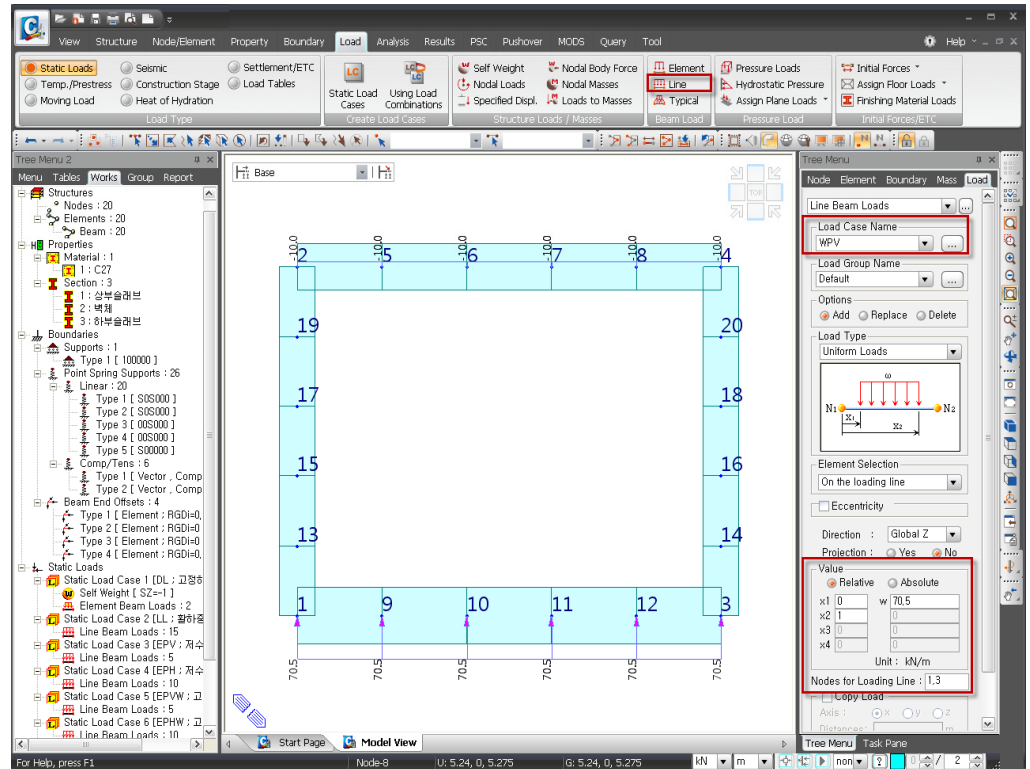 View Structure Node/Element Property Boundary Load Analysis Results PSC Pushover MODS Query Tool Help
Static Loads Seismic Settlement/ETC
Temp./Prestress Construction Stage Load Tables
Moving Load Heat of Hydration
Load Type
Static Load Cases
Using Load Combinations
Create Load Cases
Self Weight Nodal Body Force
Nodal Loads Nodal Masses
Specified Displ. Loads to Masses
Structure Loads / Masses
Element
Line
Typical
Beam Load
Pressure Loads
Hydrostatic Pressure
Assign Plane Loads
Pressure Load
Initial Forces
Assign Floor Loads
Finishing Material Loads
Initial Forces/ETC
Tree Menu 2
Menu Tables Works Group Report
Structures
Nodes : 20
Elements : 20
Beam : 20
Properties
Material : 1
1 : C27
Section : 3
1 : 상부슬래브
2 : 벽체
3 : 하부슬래브
Boundaries
Supports : 1
Type 1 [ 100000 ]
Point Spring Supports : 26
Linear : 20
Type 1 [ S0S000 ]
Type 2 [ S0S000 ]
Type 3 [ 00S000 ]
Type 4 [ 00S000 ]
Type 5 [ S00000 ]
Comp/Tens : 6
Type 1 [ Vector , Comp
Type 2 [ Vector , Comp
Beam End Offsets : 4
Type 1 [ Element ; RGDi=0,
Type 2 [ Element ; RGDi=0
Type 3 [ Element ; RGDi=0
Type 4 [ Element ; RGDi=0,
Static Loads
Static Load Case 1 [DL ; 고정하
Self Weight [ SZ=-1 ]
Element Beam Loads : 2
Static Load Case 2 [LL ; 활하중
Line Beam Loads : 15
Static Load Case 3 [EPV ; 저수
Line Beam Loads : 5
Static Load Case 4 [EPH ; 저수
Line Beam Loads : 10
Static Load Case 5 [EPVW ; 고
Line Beam Loads : 5
Static Load Case 6 [EPHW ; 고
Line Beam Loads : 10
Base
TOP
-10.0 -10.0 -10.0 -10.0 -10.0 -10.0
2 5 6 7 8 4
19 20
17 18
15 16
13 14
1 9 10 11 12 3
70.5 70.5 70.5 70.5 70.5 70.5
Start Page Model View
Tree Menu
Node Element Boundary Mass Load
Line Beam Loads ...
Load Case Name
WPV ...
Load Group Name
Default ...
Options
Add Replace Delete
Load Type
Uniform Loads
ω
N1 N2
X1
X2
Element Selection
On the loading line
Eccentricity
Direction : Global Z
Projection : Yes No
Value
Relative Absolute
x1 0 w 70,5
x2 1 0
x3 0 0
x4 0 0
Unit : kN/m
Nodes for Loading Line : 1,3
Copy Load
Axis : x y z
Distances : m
Tree Menu Task Pane
For Help, press F1
Node-8 U: 5.24, 0, 5.275 G: 5.24, 0, 5.275 kN m non ? 0 / 2